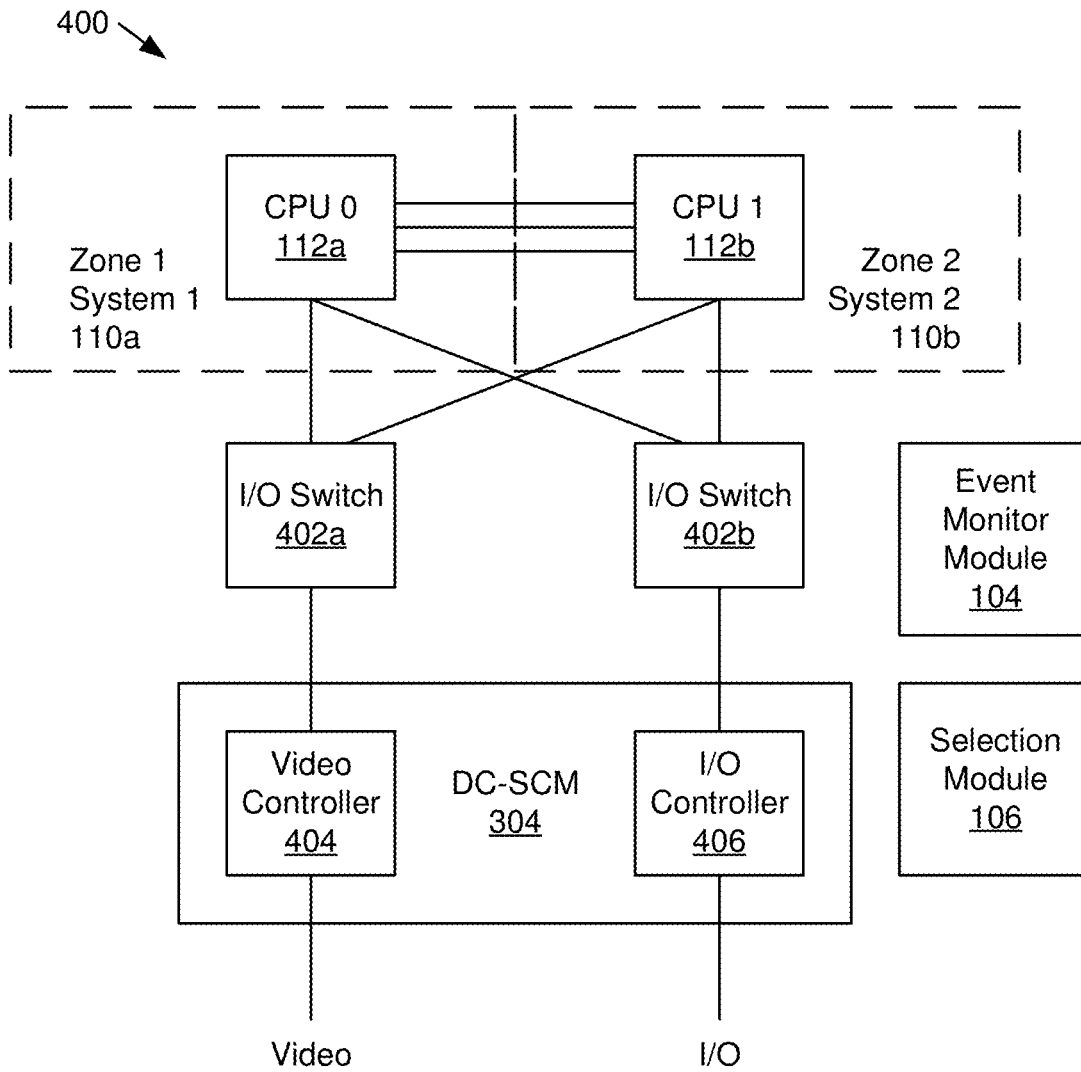 400
CPU 0
112a
CPU 1
112b
Zone 1
System 1
110a
Zone 2
System 2
110b
I/O Switch
402a
I/O Switch
402b
Event
Monitor
Module
104
Video
Controller
404
DC-SCM
304
I/O
Controller
406
Selection
Module
106
Video
I/O